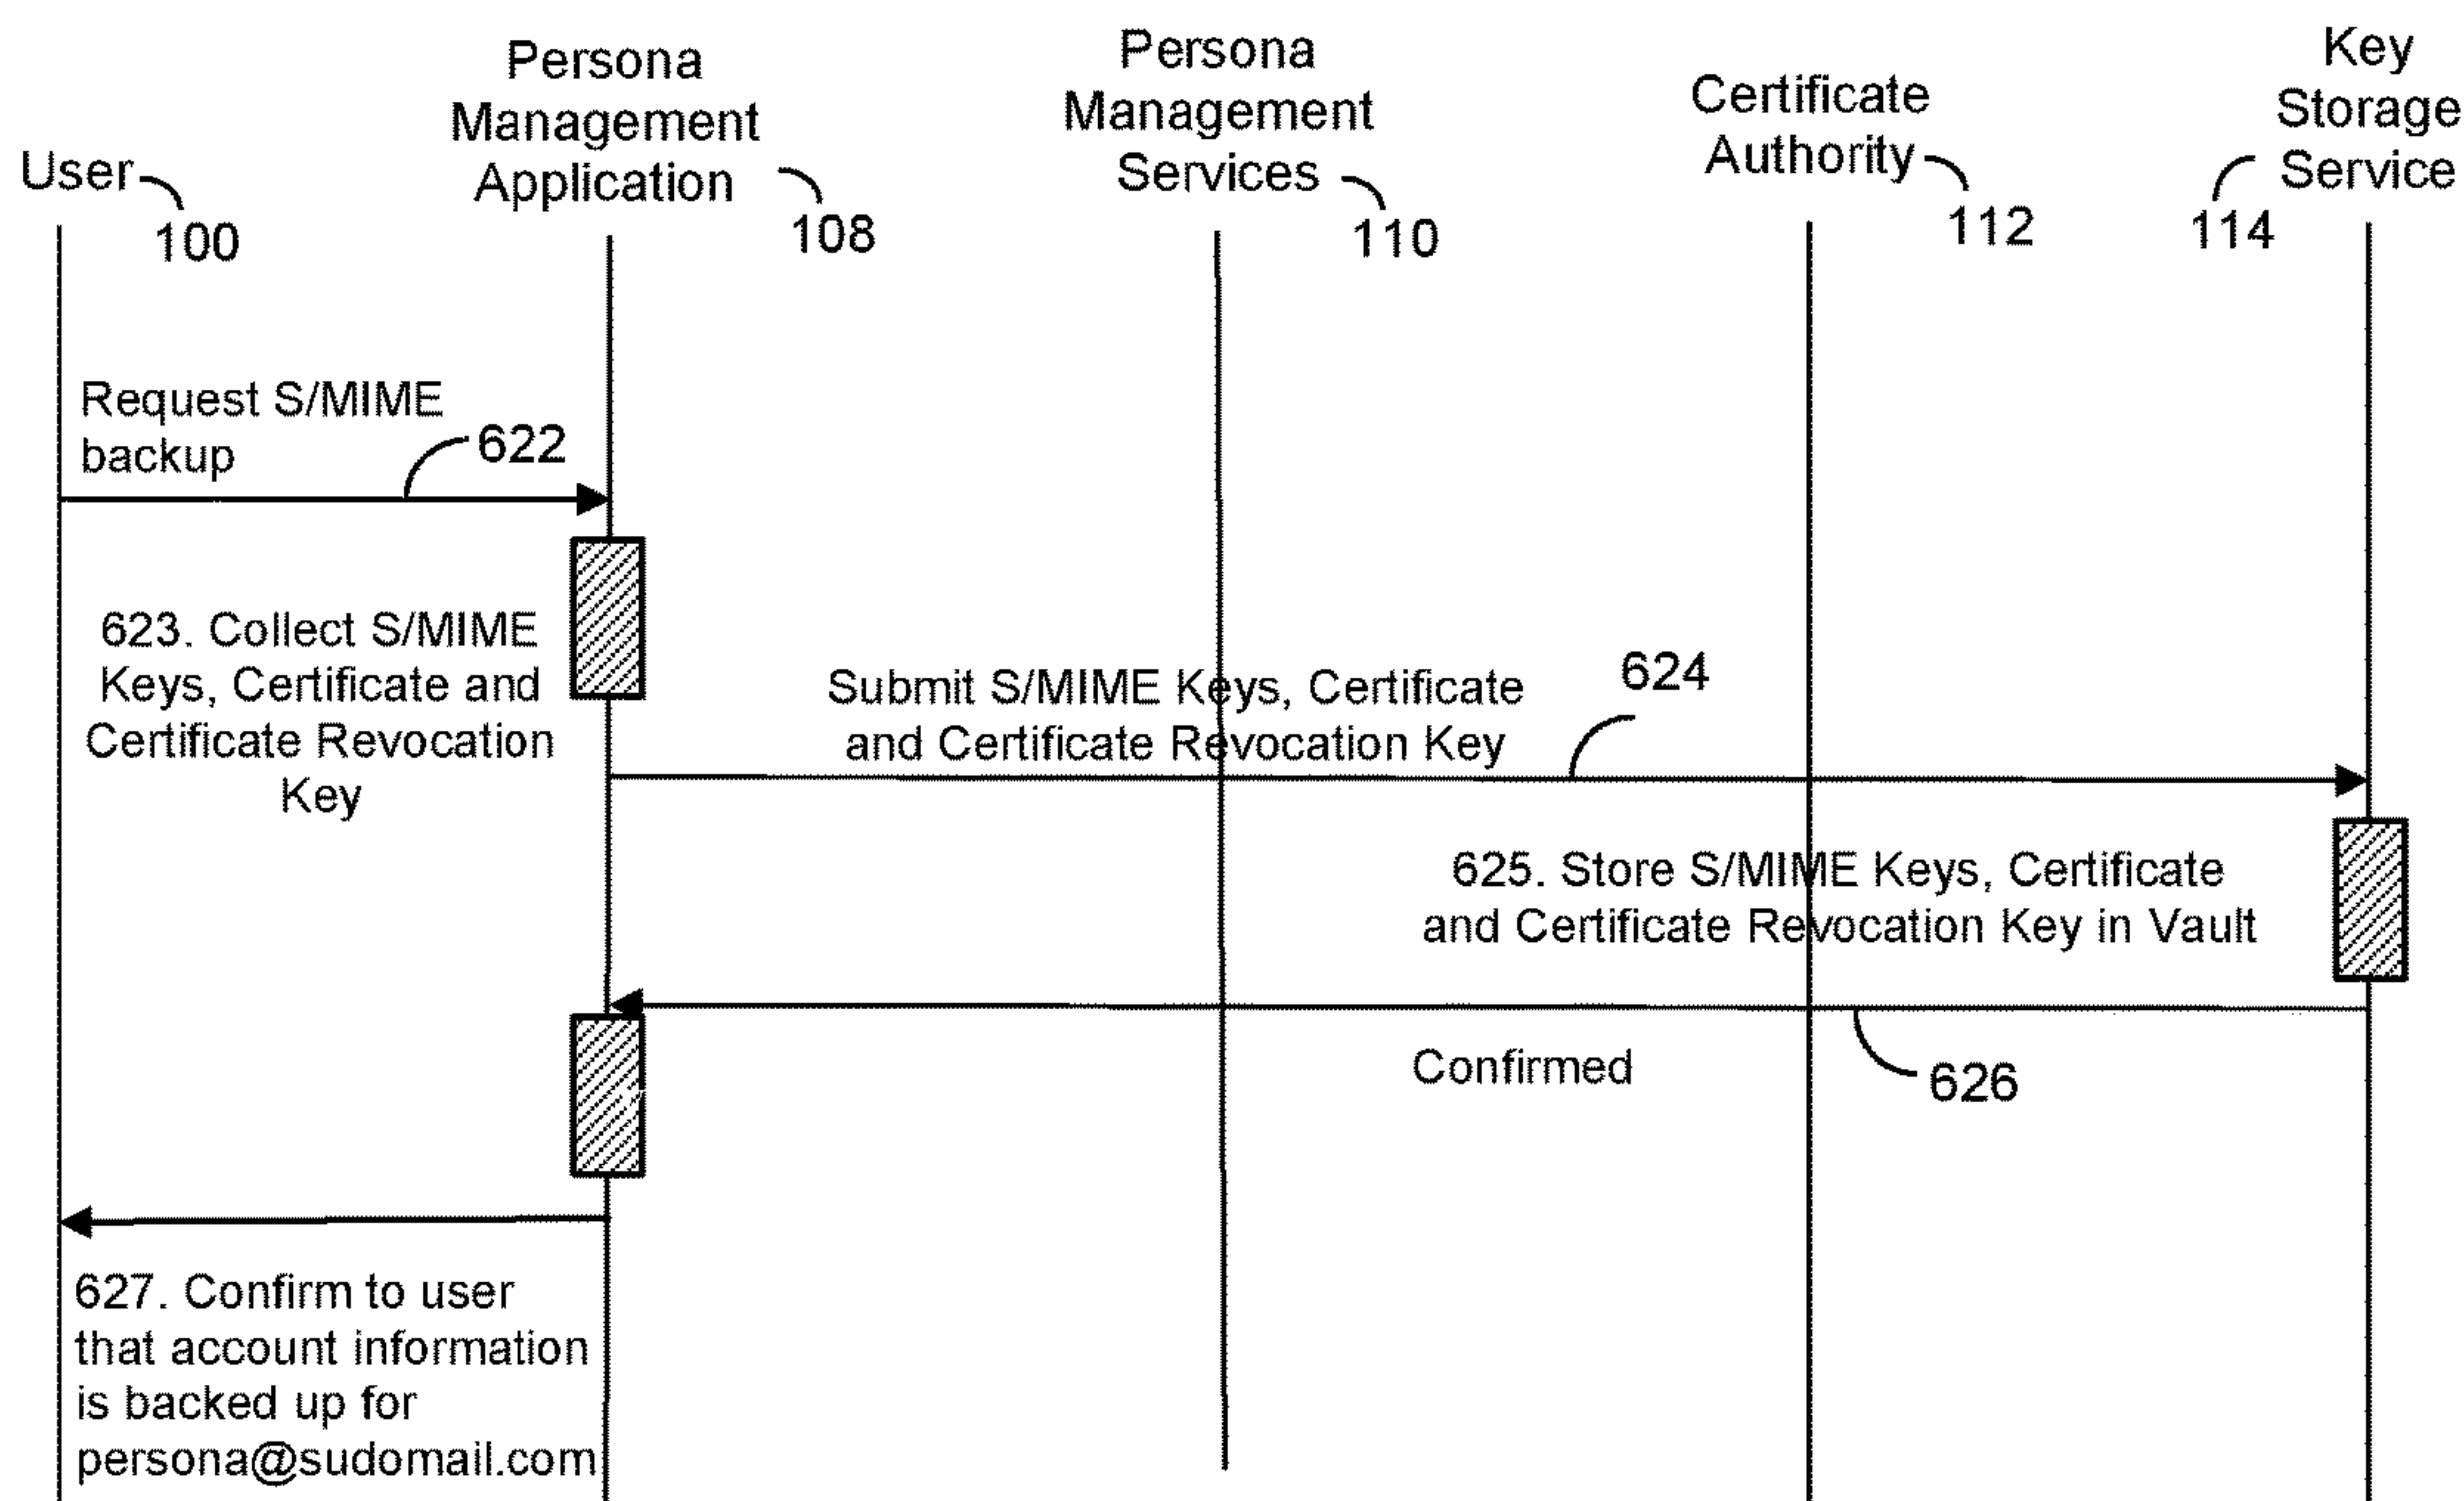 User
100
Persona
Management
Application
108
Persona
Management
Services
110
Certificate
Authority
112
Key
Storage
Service
114
Request S/MIME
backup
622
623. Collect S/MIME
Keys, Certificate and
Certificate Revocation
Key
Submit S/MIME Keys, Certificate
and Certificate Revocation Key
624
625. Store S/MIME Keys, Certificate
and Certificate Revocation Key in Vault
Confirmed
626
627. Confirm to user
that account information
is backed up for
persona@sudomail.com